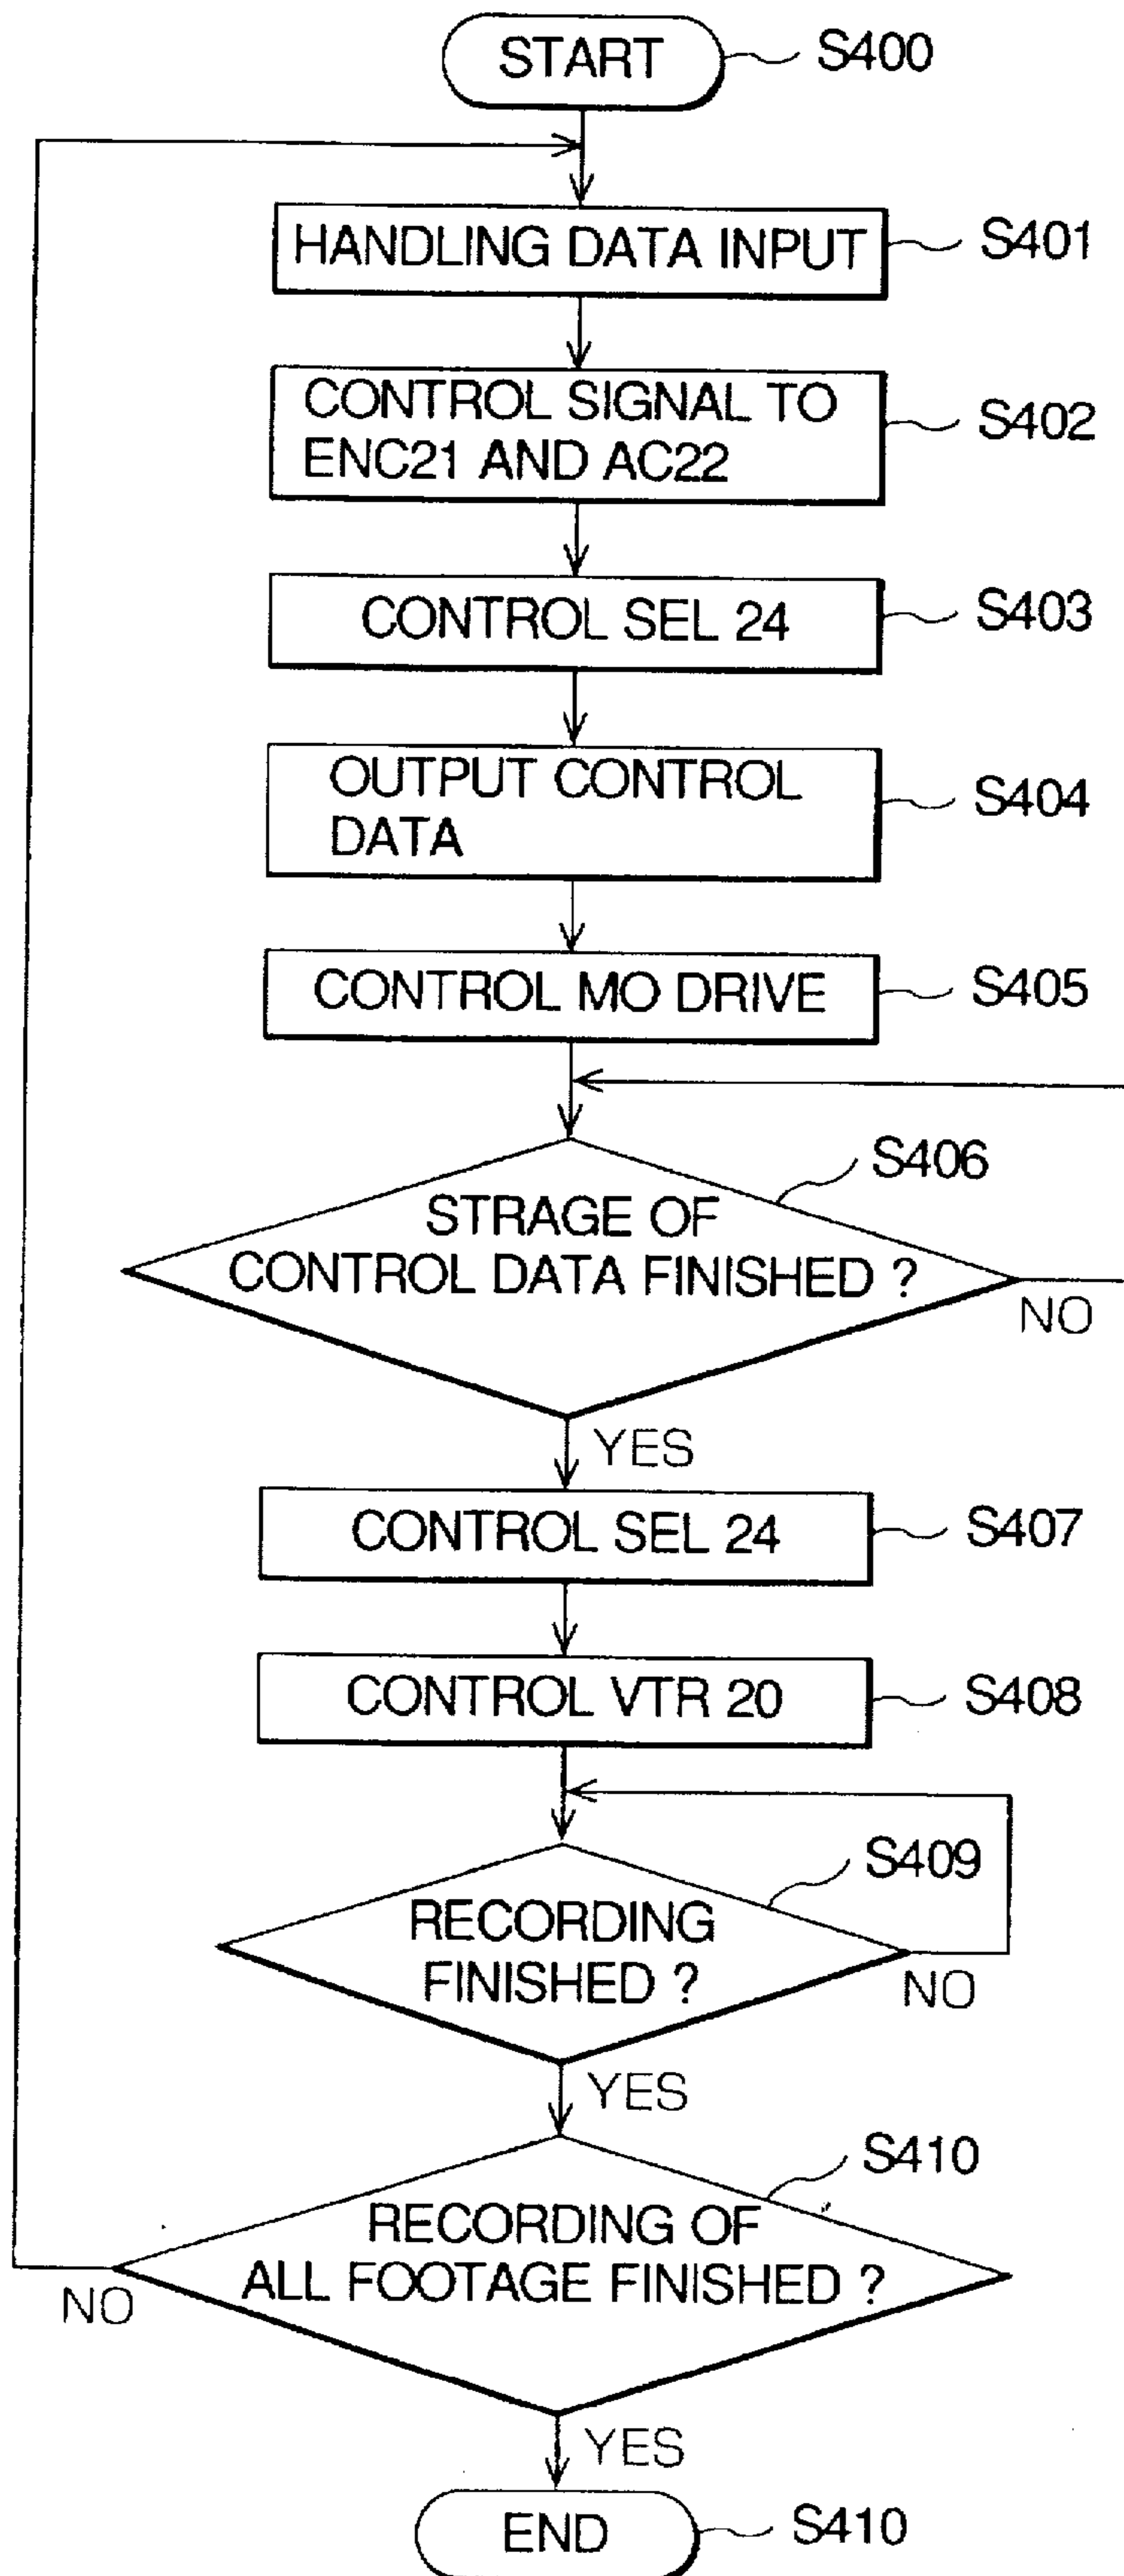 START
S400
HANDLING DATA INPUT
S401
CONTROL SIGNAL TO
ENC21 AND AC22
S402
CONTROL SEL 24
S403
OUTPUT CONTROL
DATA
S404
CONTROL MO DRIVE
S405
S406
STRAGE OF
CONTROL DATA FINISHED ?
NO
YES
CONTROL SEL 24
S407
CONTROL VTR 20
S408
S409
RECORDING
FINISHED ?
NO
YES
S410
RECORDING OF
ALL FOOTAGE FINISHED ?
NO
YES
END
S410